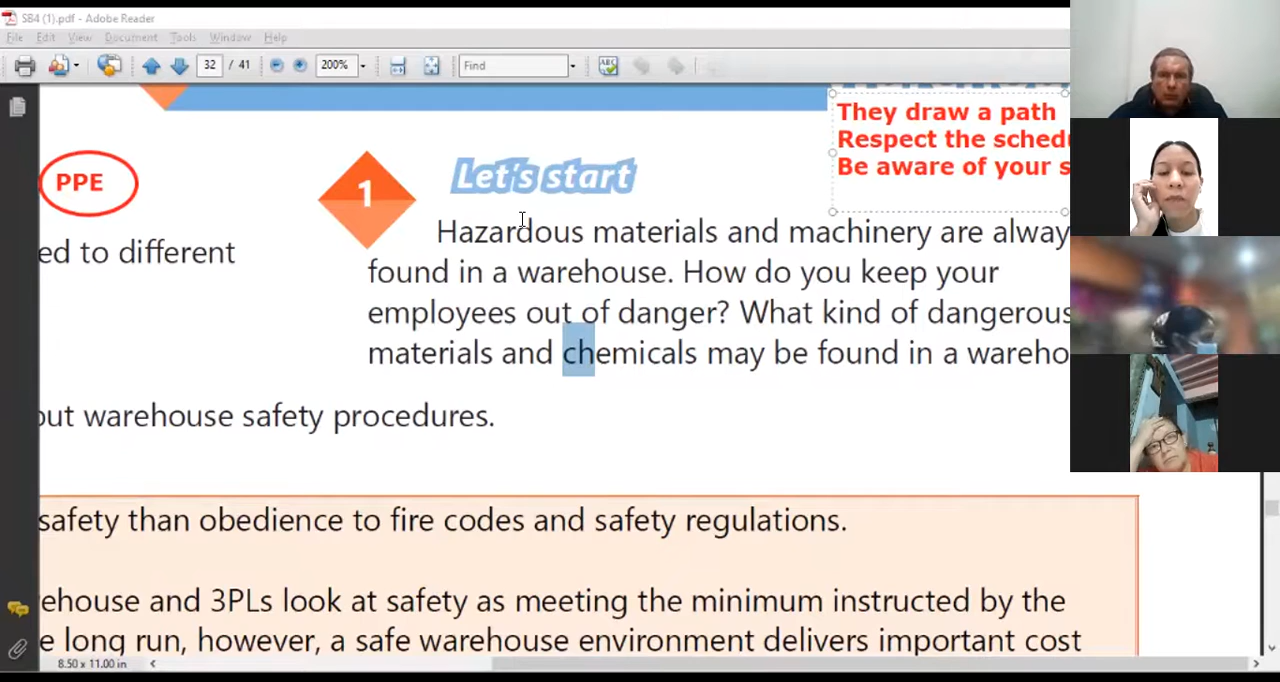 SB4 (1).pdf - Adobe Reader
File Edit View Document Tools Window Help
32 / 41 200% Find
They draw a path
Respect the sched
Be aware of your s
PPE
1
Let's start
ed to different
Hazardous materials and machinery are alway
found in a warehouse. How do you keep your
employees out of danger? What kind of dangerous
materials and chemicals may be found in a wareho
out warehouse safety procedures.
safety than obedience to fire codes and safety regulations.
ehouse and 3PLs look at safety as meeting the minimum instructed by the
e long run, however, a safe warehouse environment delivers important cost
8.50 x 11.00 in